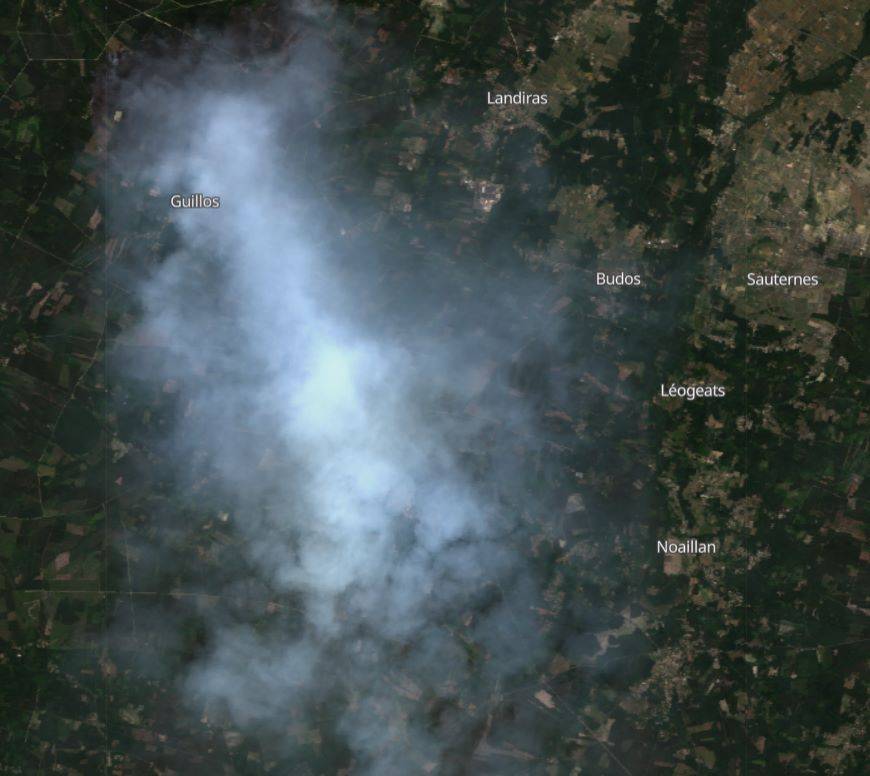 Landiras
Guillos
Budos
Sauternes
Léogeats
Noaillan